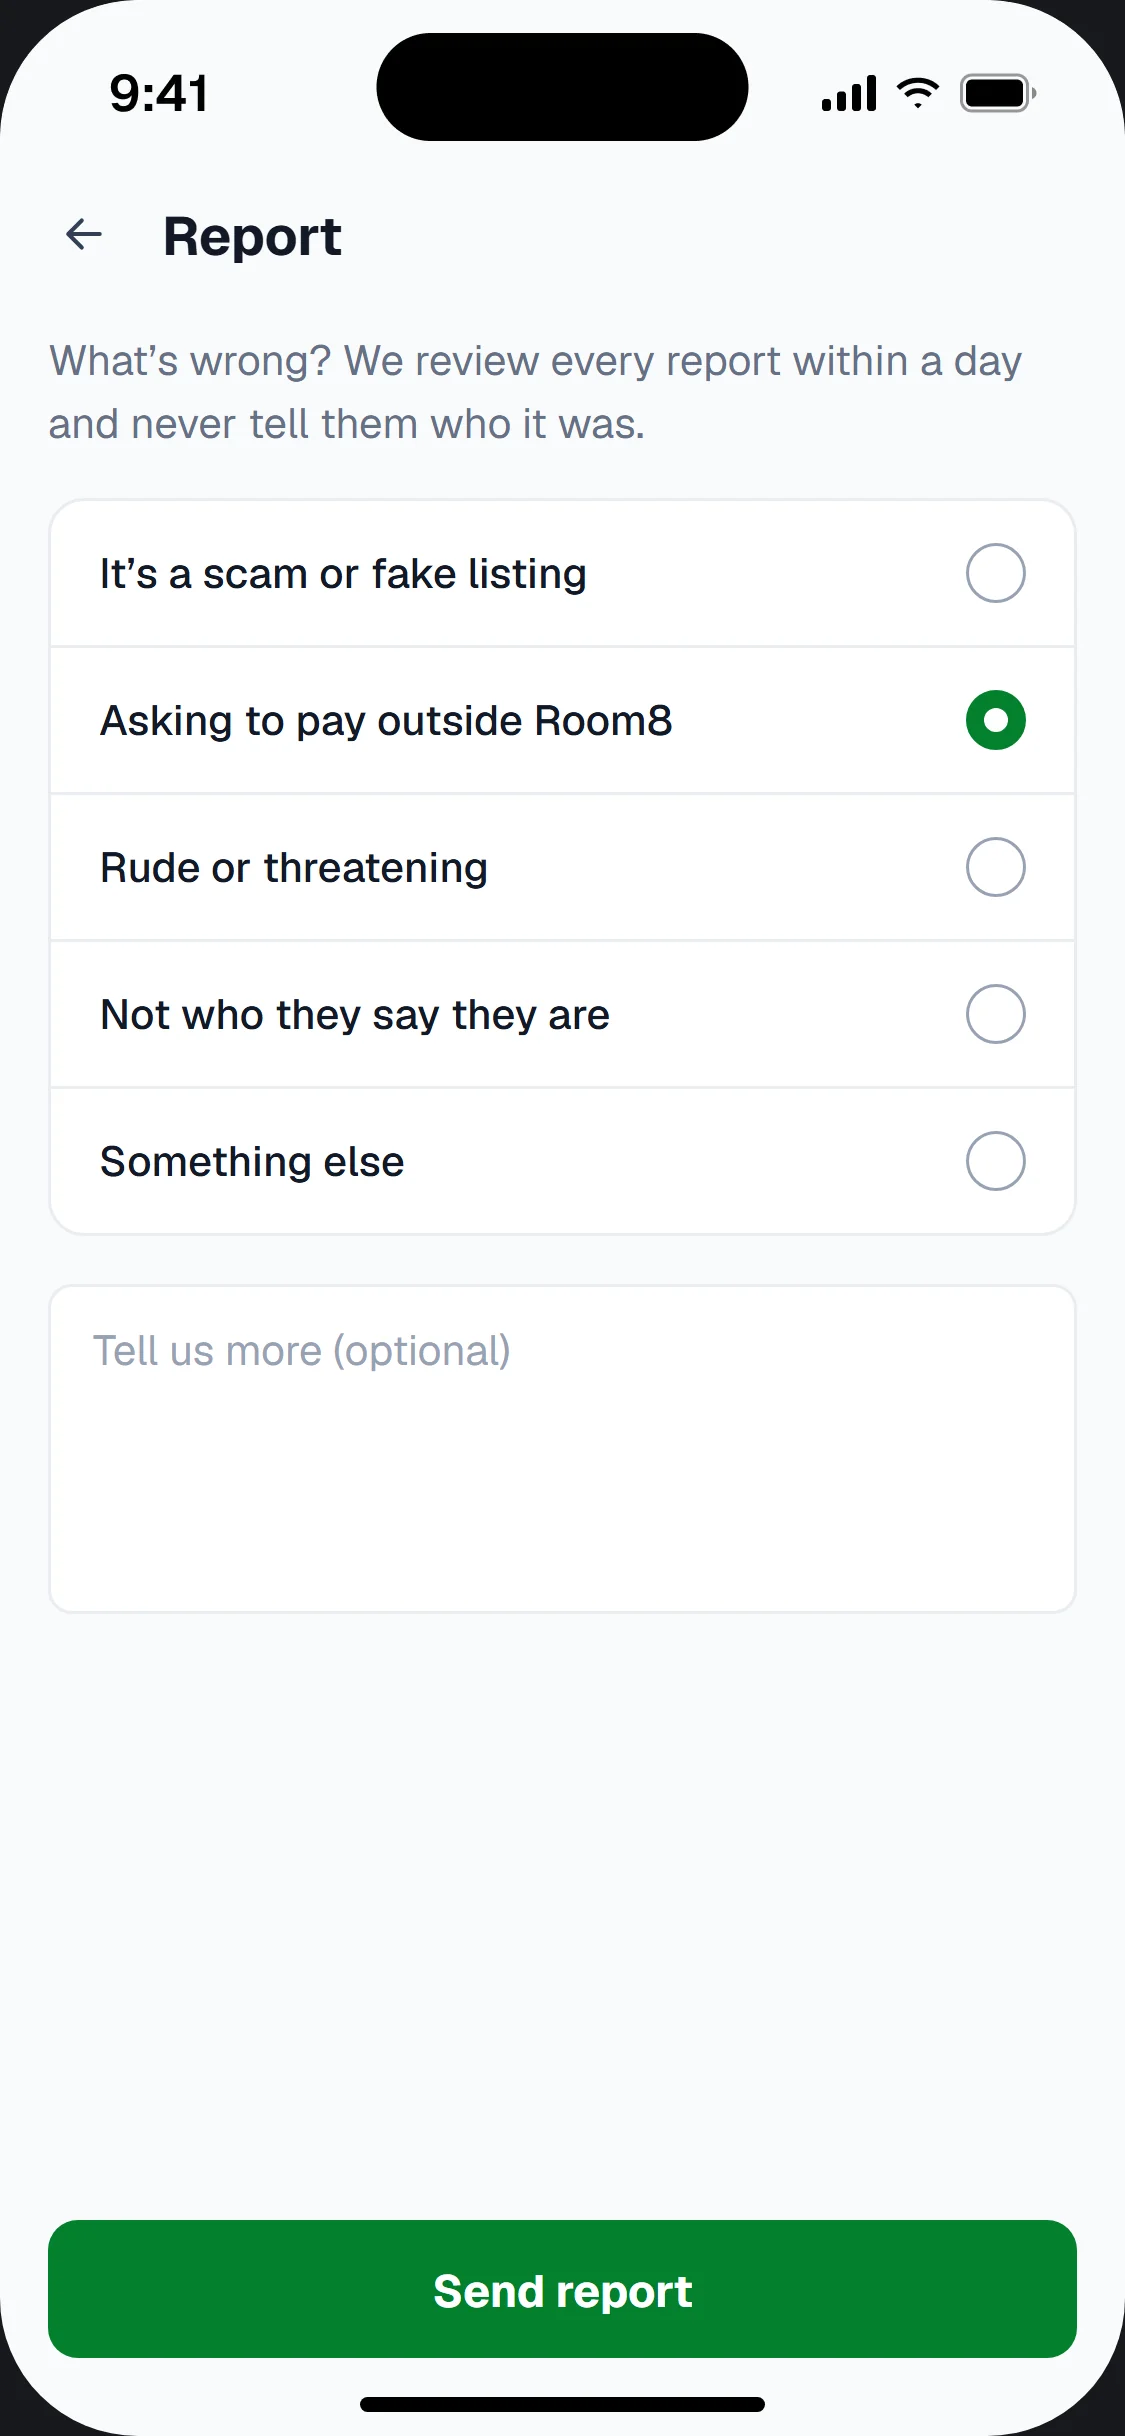 9:41
Report
What’s wrong? We review every report within a day
and never tell them who it was.
It’s a scam or fake listing
Asking to pay outside Room8
Rude or threatening
Not who they say they are
Something else
Tell us more (optional)
Send report